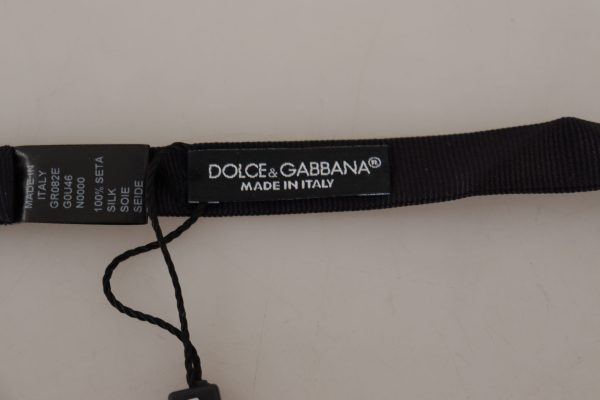 MADE IN
ITALY
GR082E
G0U46
N0000
100% SETA
SILK
SOIE
SEIDE
DOLCE&GABBANA®
MADE IN ITALY